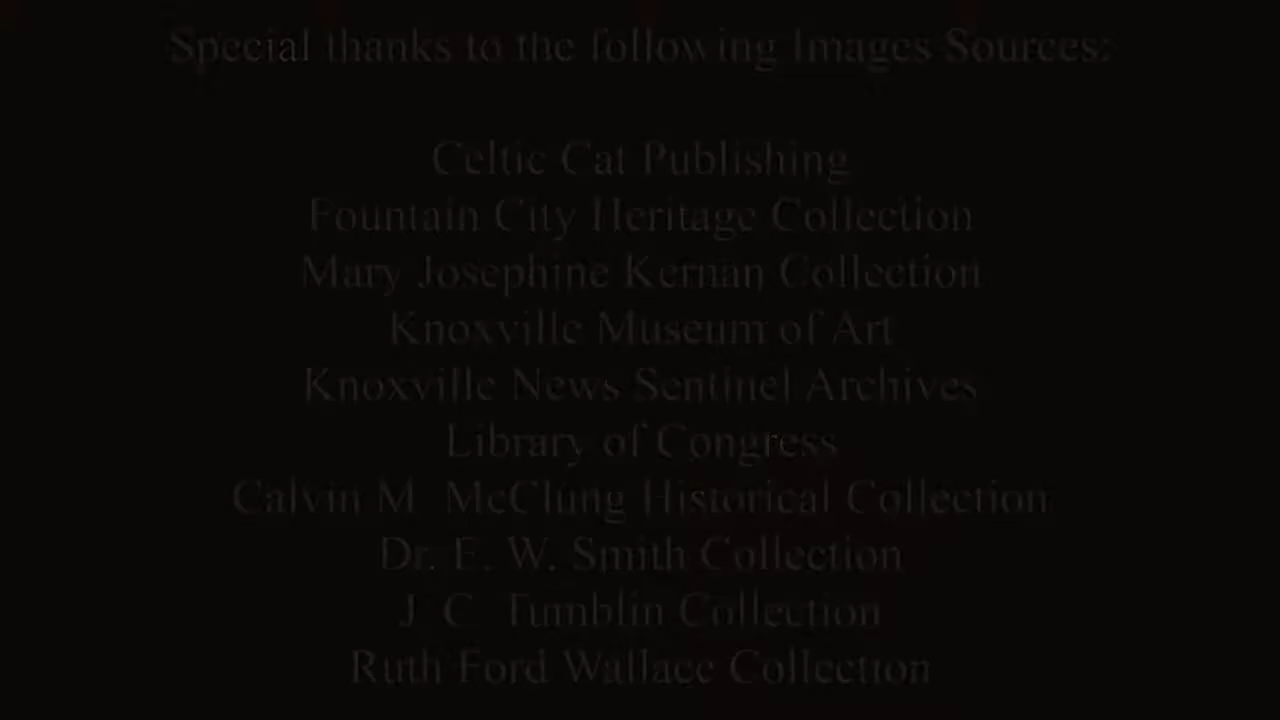 Special thanks to the following Images Sources:
Celtic Cat Publishing
Fountain City Heritage Collection
Mary Josephine Kernan Collection
Knoxville Museum of Art
Knoxville News Sentinel Archives
Library of Congress
Calvin M. McClung Historical Collection
Dr. E. W. Smith Collection
J. C. Tumblin Collection
Ruth Ford Wallace Collection